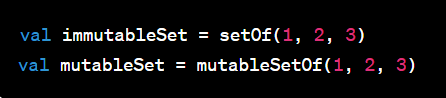 val immutableSet = setOf(1, 2, 3)
val mutableSet = mutableSetOf(1, 2, 3)